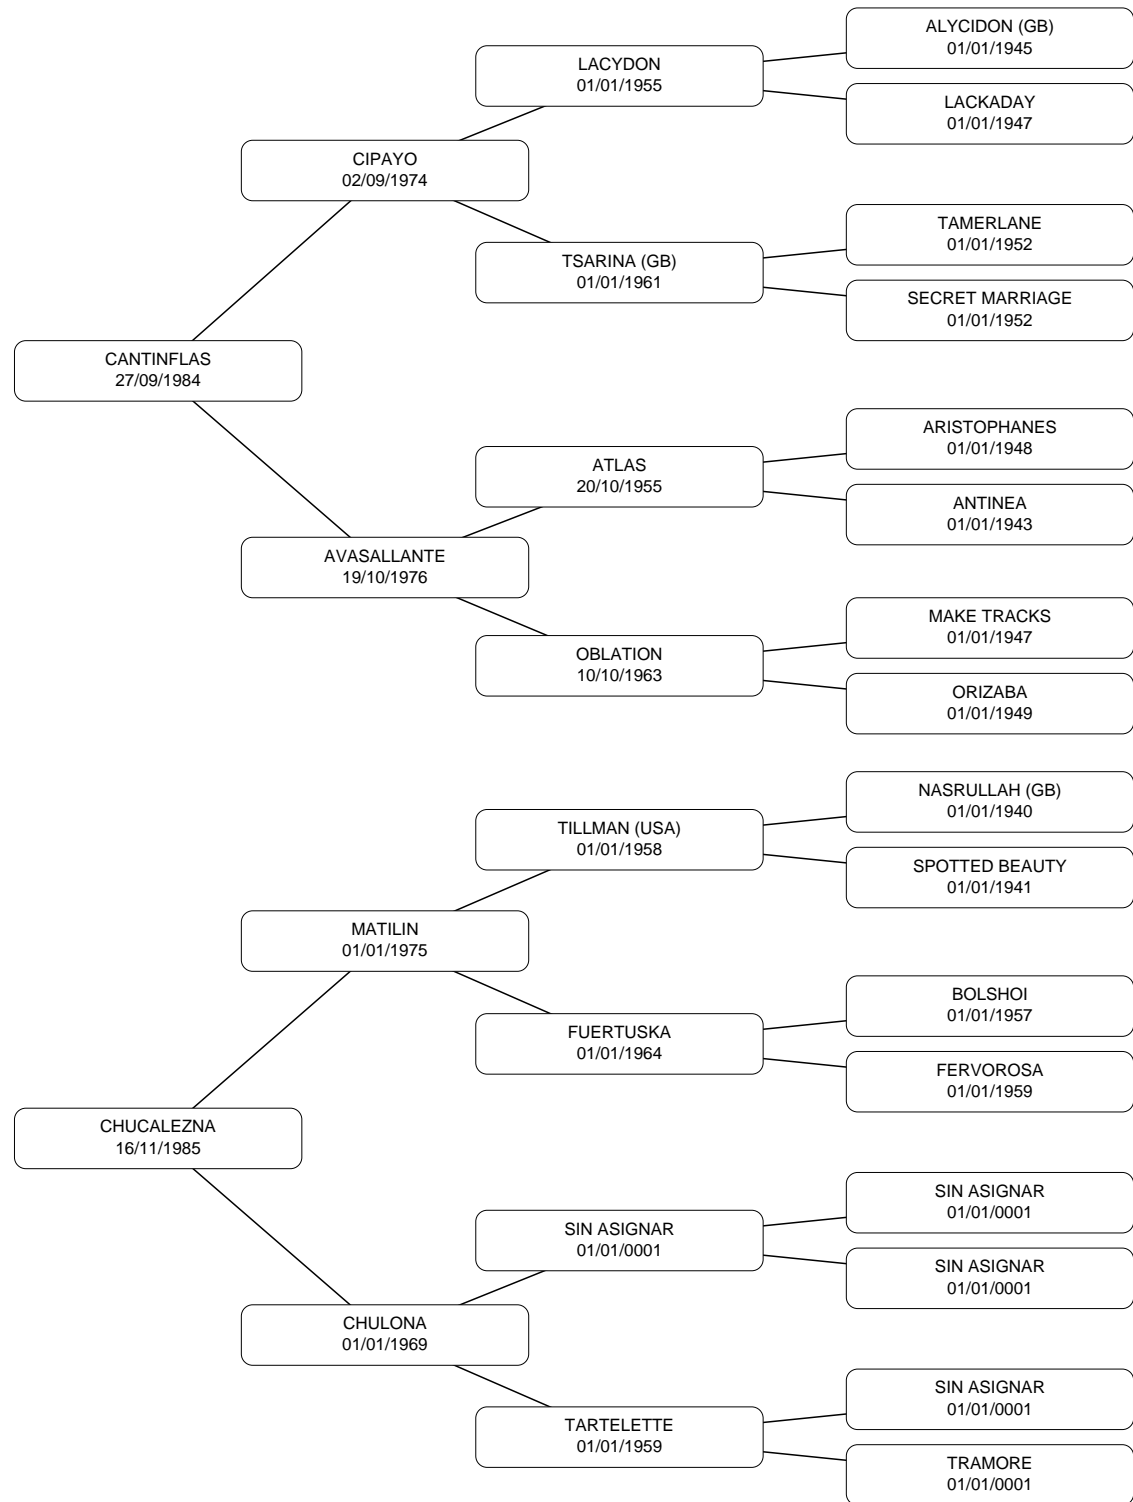 ALYCIDON (GB)
01/01/1945
LACYDON
01/01/1955
LACKADAY
01/01/1947
CIPAYO
02/09/1974
TAMERLANE
01/01/1952
TSARINA (GB)
01/01/1961
SECRET MARRIAGE
01/01/1952
CANTINFLAS
27/09/1984
ARISTOPHANES
01/01/1948
ATLAS
20/10/1955
ANTINEA
01/01/1943
AVASALLANTE
19/10/1976
MAKE TRACKS
01/01/1947
OBLATION
10/10/1963
ORIZABA
01/01/1949
NASRULLAH (GB)
01/01/1940
TILLMAN (USA)
01/01/1958
SPOTTED BEAUTY
01/01/1941
MATILIN
01/01/1975
BOLSHOI
01/01/1957
FUERTUSKA
01/01/1964
FERVOROSA
01/01/1959
CHUCALEZNA
16/11/1985
SIN ASIGNAR
01/01/0001
SIN ASIGNAR
01/01/0001
SIN ASIGNAR
01/01/0001
CHULONA
01/01/1969
SIN ASIGNAR
01/01/0001
TARTELETTE
01/01/1959
TRAMORE
01/01/0001